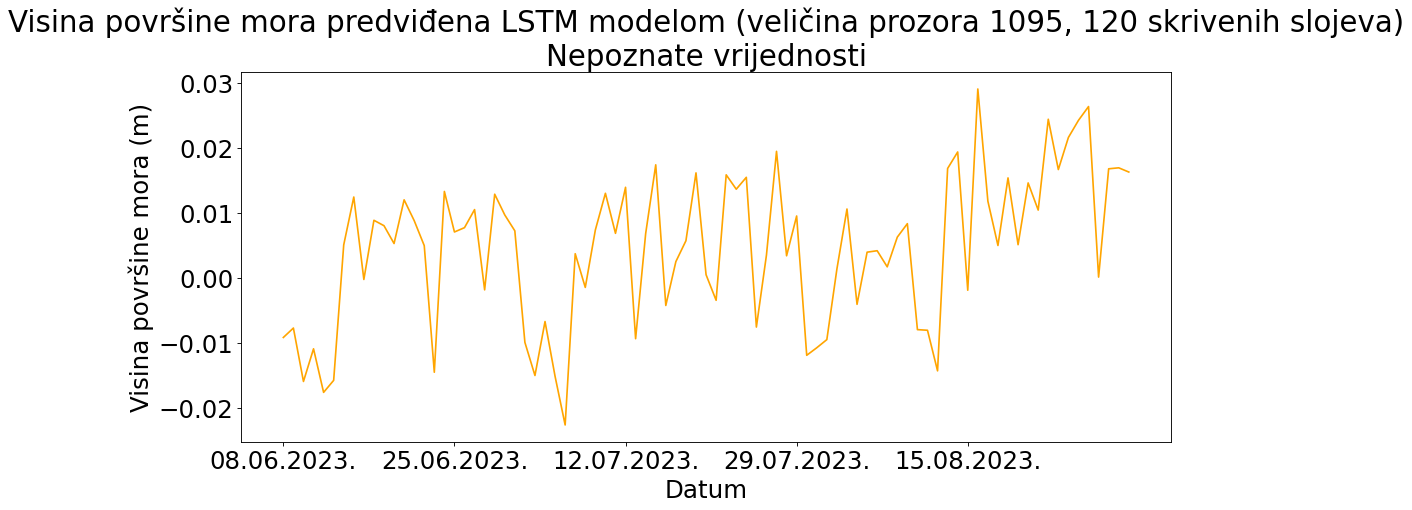 Visina površine mora predviđena LSTM modelom (veličina prozora 1095, 120 skrivenih slojeva)
Nepoznate vrijednosti
Visina površine mora (m)
0.03
0.02
0.01
0.00
−0.01
−0.02
08.06.2023. 25.06.2023. 12.07.2023. 29.07.2023. 15.08.2023.
Datum